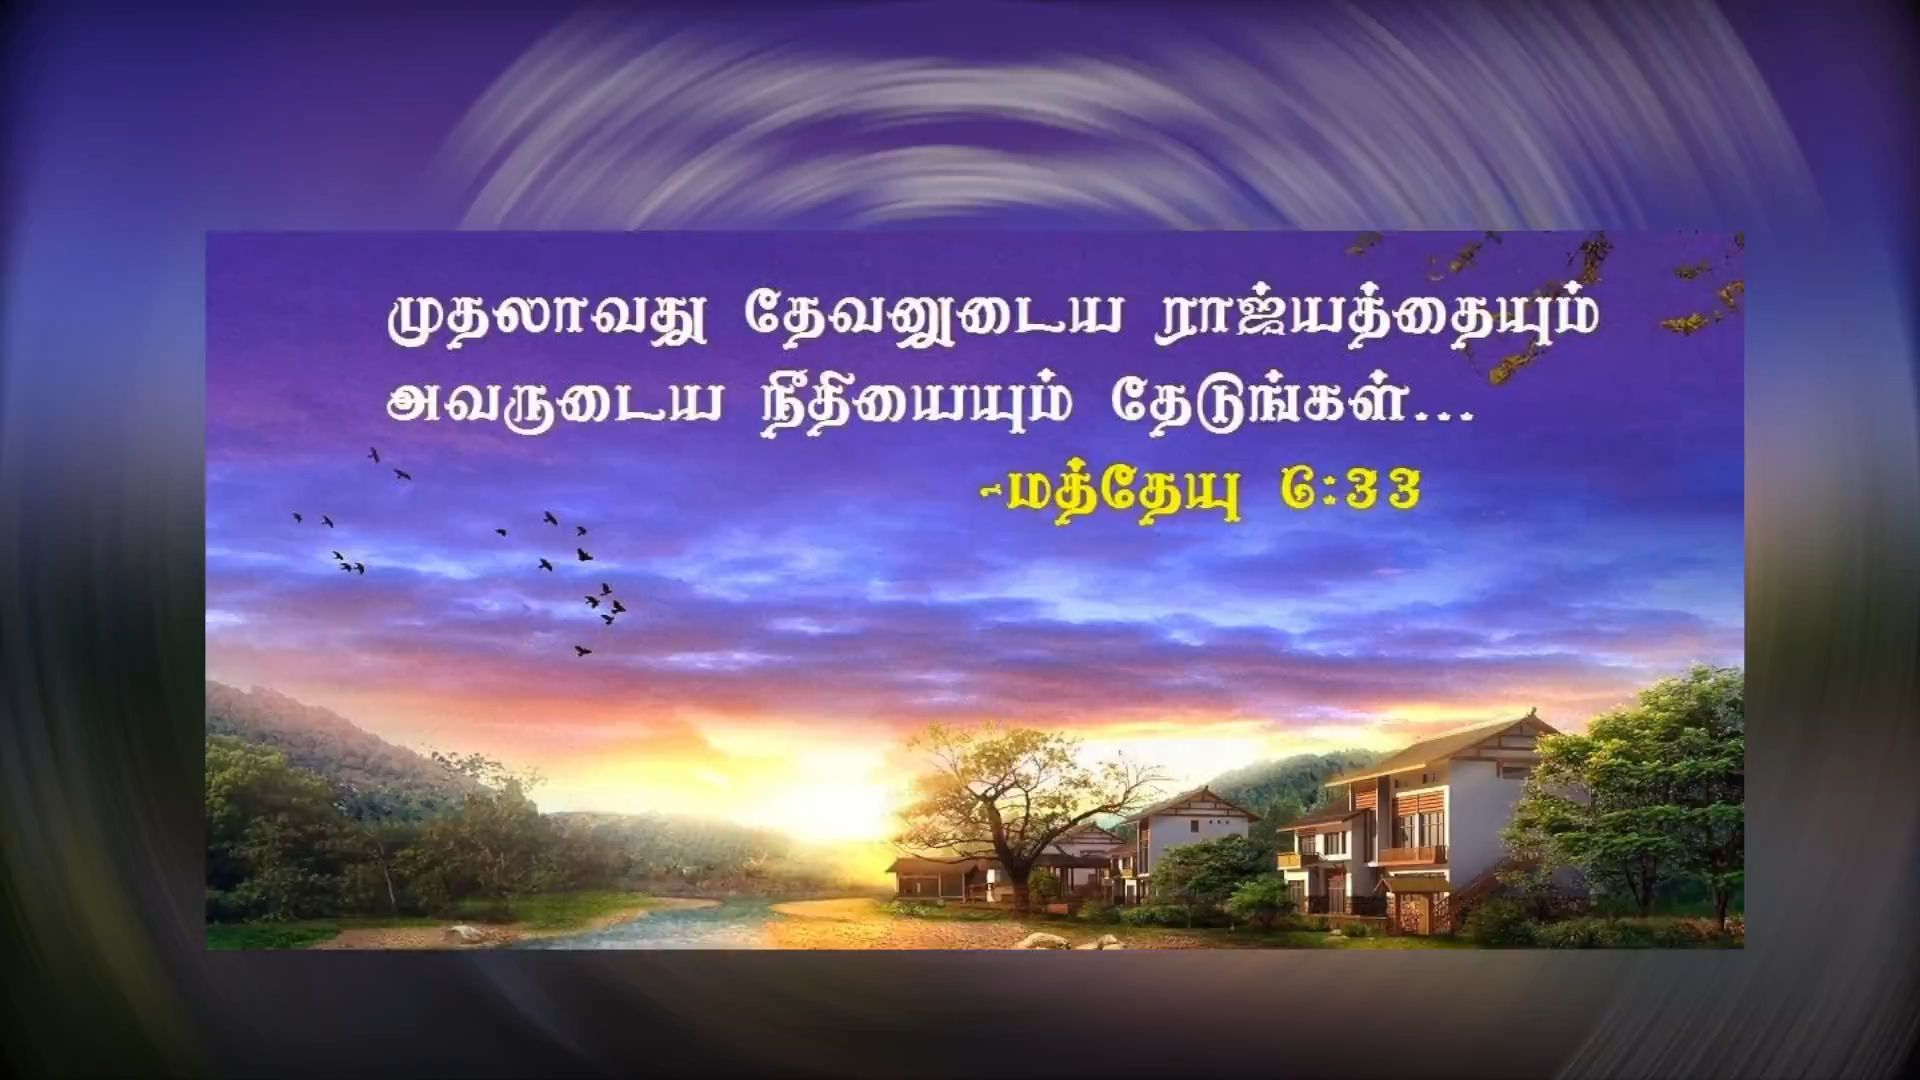 முதலாவது தேவனுடைய ராஜ்யத்தையும்
அவருடைய நீதியையும் தேடுங்கள்...
-மத்தேயு 6:33